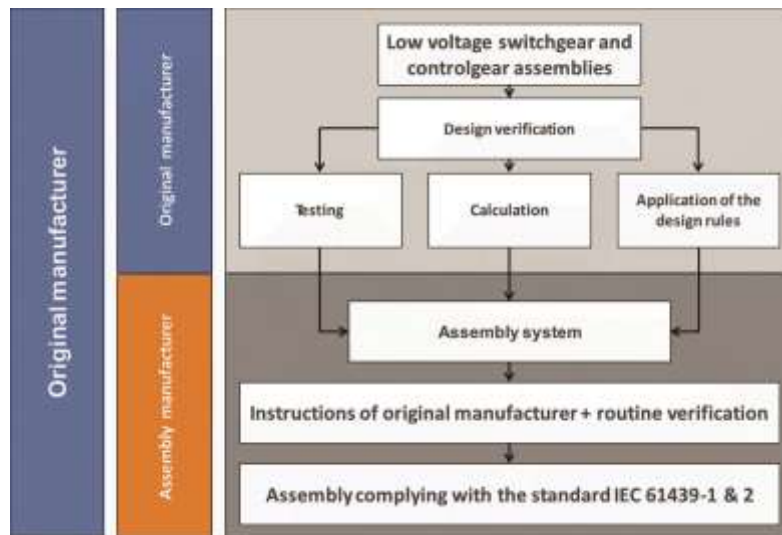 Original manufacturer
Original manufacturer
Assembly manufacturer
Low voltage switchgear and
controlgear assemblies
Design verification
Testing
Calculation
Application of the
design rules
Assembly system
Instructions of original manufacturer + routine verification
Assembly complying with the standard IEC 61439-1 & 2